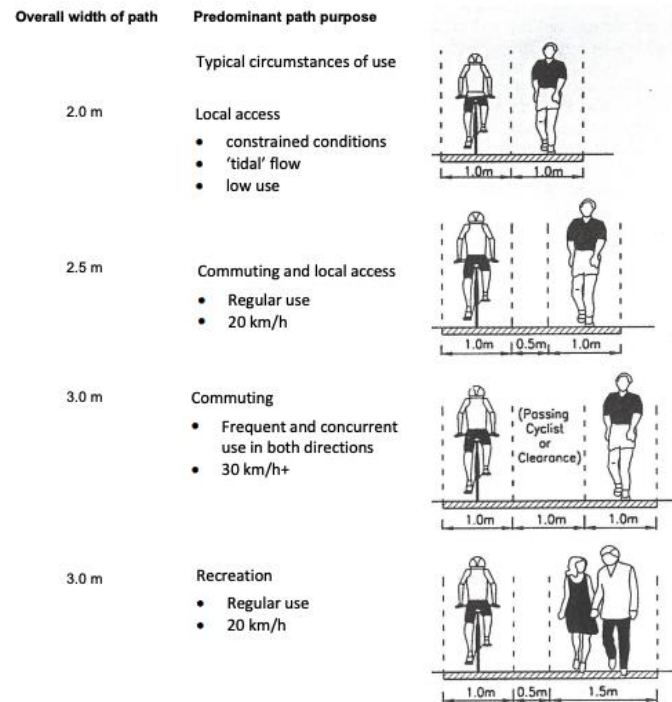 Overall width of path Predominant path purpose
Typical circumstances of use
2.0 m Local access
• constrained conditions
• ‘tidal’ flow
• low use
1.0m 1.0m
2.5 m Commuting and local access
• Regular use
• 20 km/h
1.0m 0.5m 1.0m
3.0 m Commuting
• Frequent and concurrent
use in both directions
• 30 km/h+
(Passing
Cyclist
or
Clearance)
1.0m 1.0m 1.0m
3.0 m Recreation
• Regular use
• 20 km/h
1.0m 0.5m 1.5m